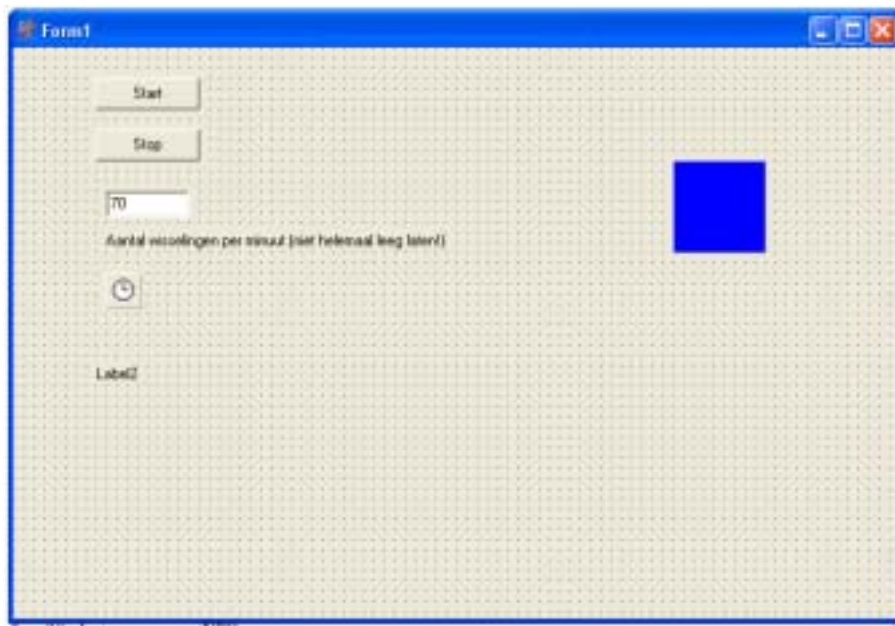 Form1
Start
Stop
70
Aantal wisselingen per minuut (niet helemaal leeg laten!)
Label2